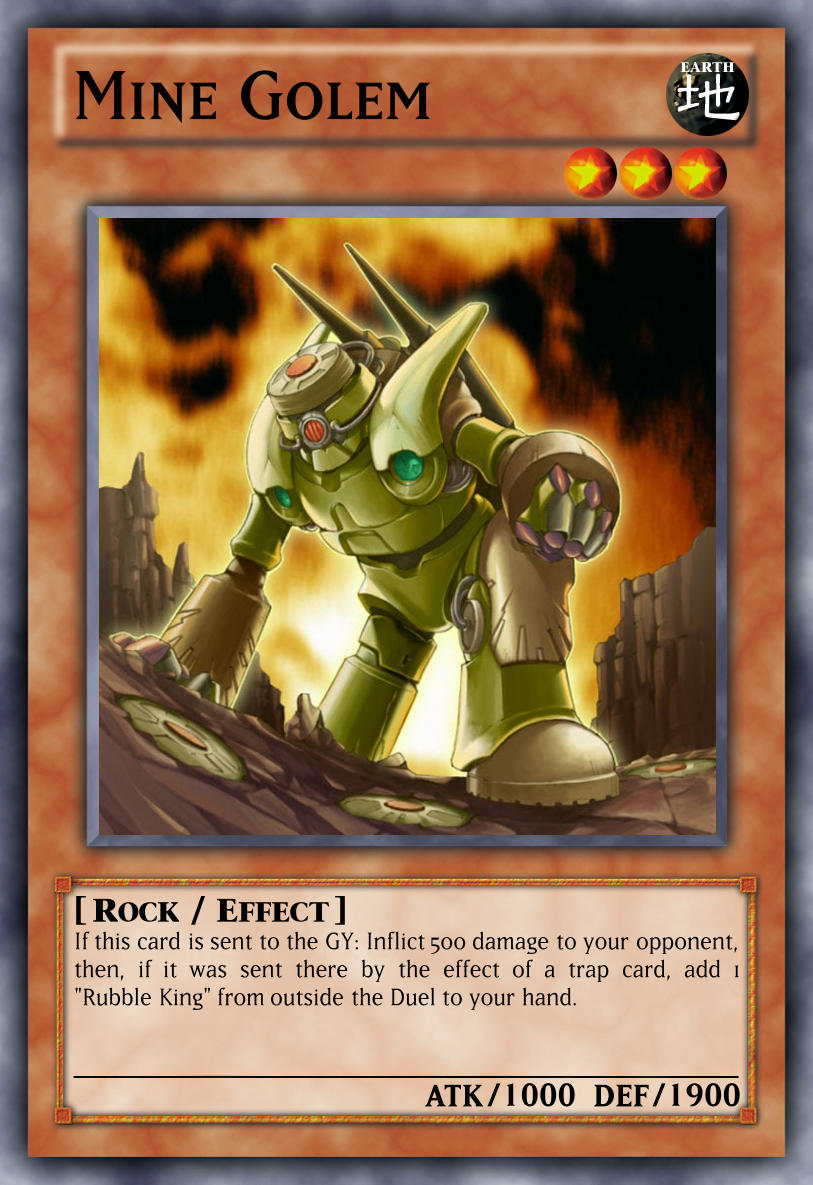 Mine Golem
EARTH
地
[ Rock / Effect ]
If this card is sent to the GY: Inflict 500 damage to your opponent,
then, if it was sent there by the effect of a trap card, add 1
"Rubble King" from outside the Duel to your hand.
ATK/1000 DEF/1900